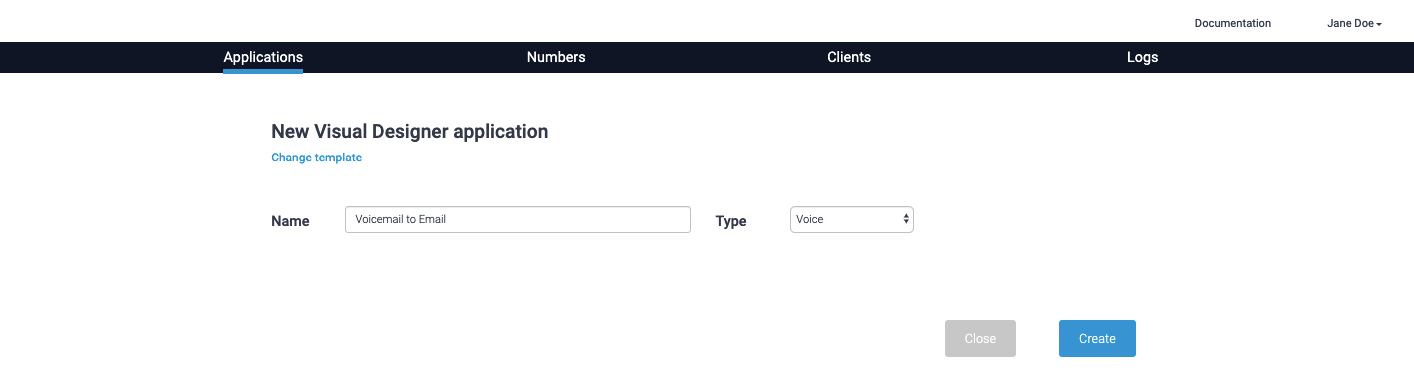 Documentation Jane Doe
Applications Numbers Clients Logs
New Visual Designer application
Change template
Name Voicemail to Email Type Voice
Close Create